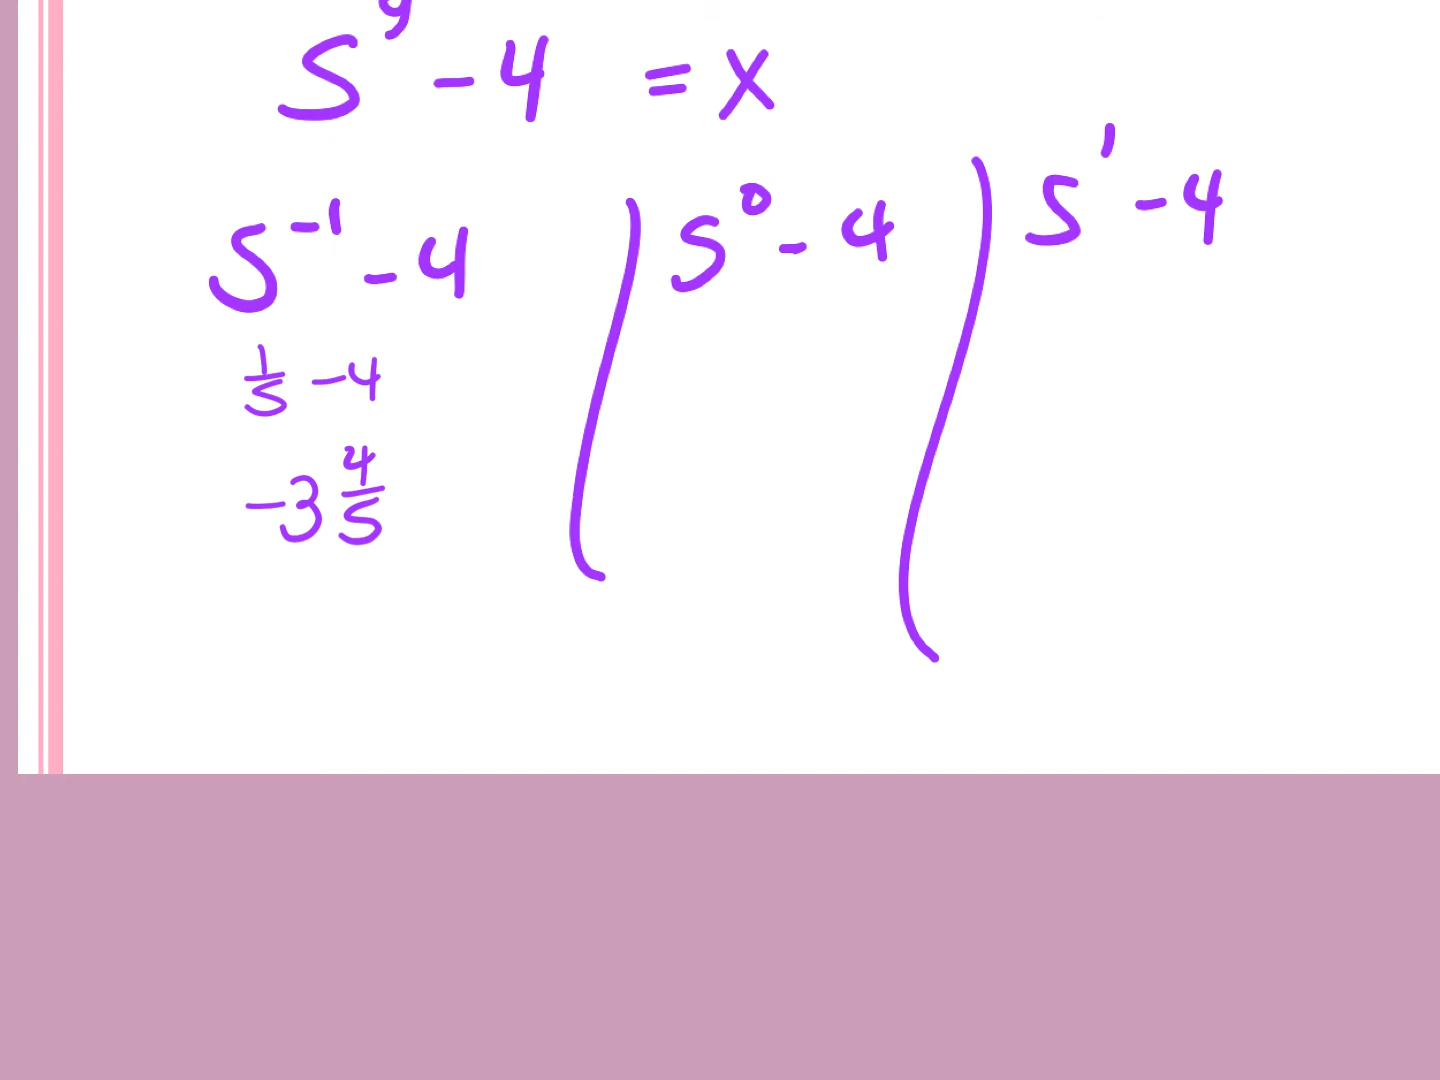 5^y - 4 = x
5^-1 - 4 | 5^0 - 4 | 5^1 - 4
1/5 - 4
-3 4/5